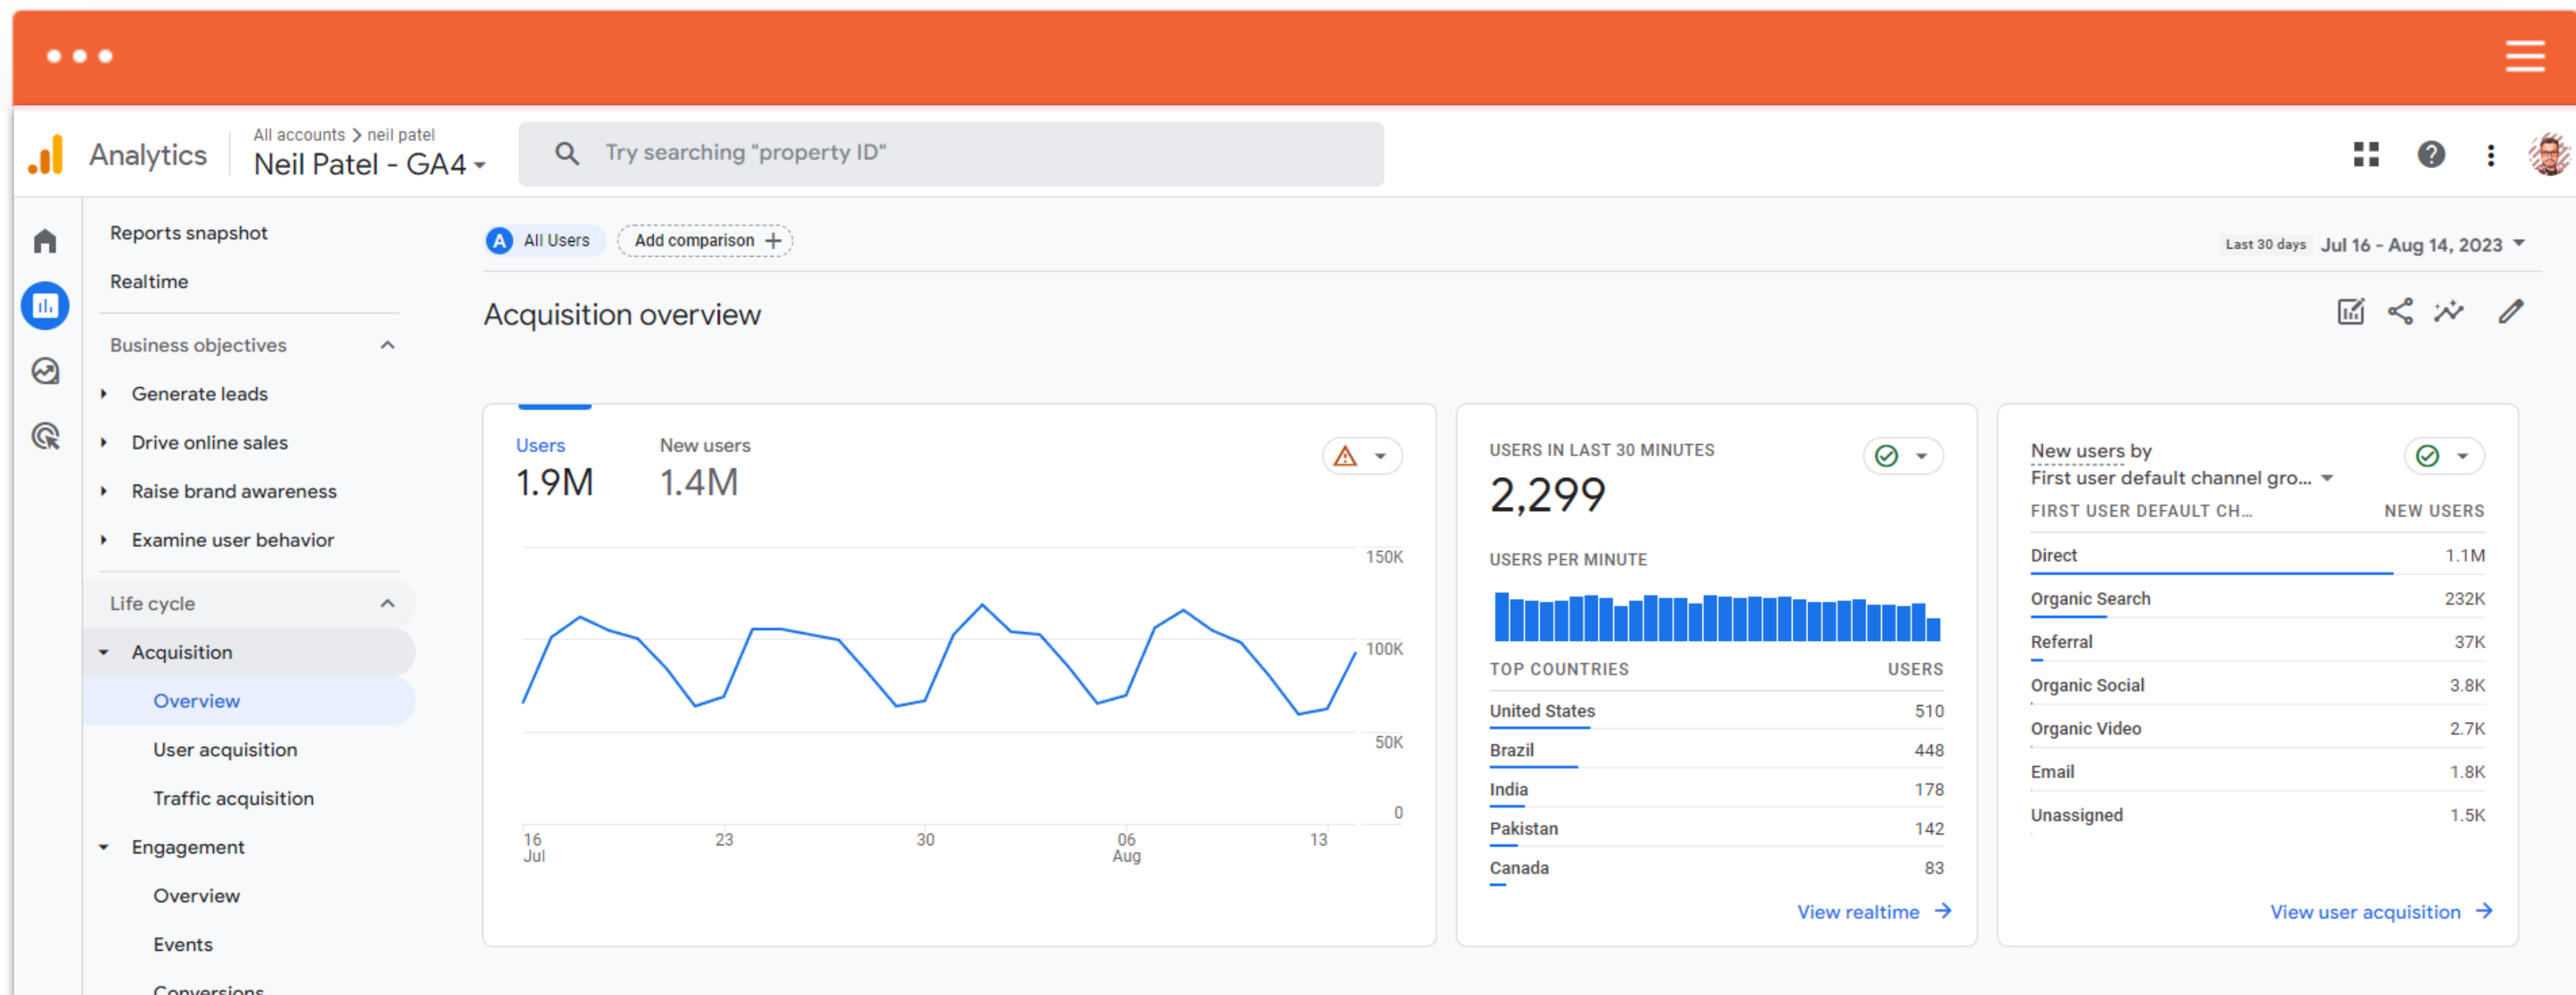 Analytics
All accounts > neil patel
Neil Patel - GA4
Try searching "property ID"
Reports snapshot
Realtime
Business objectives
Generate leads
Drive online sales
Raise brand awareness
Examine user behavior
Life cycle
Acquisition
Overview
User acquisition
Traffic acquisition
Engagement
Overview
Events
Conversions
A All Users
Add comparison +
Last 30 days Jul 16 - Aug 14, 2023
Acquisition overview
Users
1.9M
New users
1.4M
150K
100K
50K
0
16 Jul
23
30
06 Aug
13
USERS IN LAST 30 MINUTES
2,299
USERS PER MINUTE
TOP COUNTRIES USERS
United States 510
Brazil 448
India 178
Pakistan 142
Canada 83
View realtime
New users by
First user default channel gro...
FIRST USER DEFAULT CH... NEW USERS
Direct 1.1M
Organic Search 232K
Referral 37K
Organic Social 3.8K
Organic Video 2.7K
Email 1.8K
Unassigned 1.5K
View user acquisition